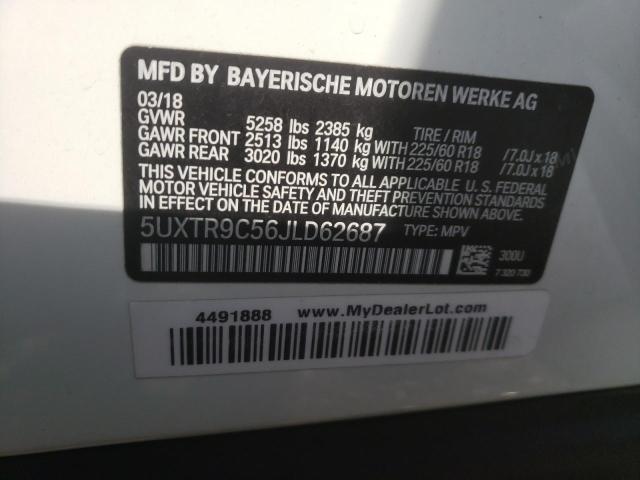 MFD BY BAYERISCHE MOTOREN WERKE AG
03/18
GVWR 5258 lbs 2385 kg TIRE / RIM
GAWR FRONT 2513 lbs 1140 kg WITH 225/60 R18 /7.0J x 18
GAWR REAR 3020 lbs 1370 kg WITH 225/60 R18 /7.0J x 18
THIS VEHICLE CONFORMS TO ALL APPLICABLE U. S. FEDERAL
MOTOR VEHICLE SAFETY AND THEFT PREVENTION STANDARDS
IN EFFECT ON THE DATE OF MANUFACTURE SHOWN ABOVE.
5UXTR9C56JLD62687 TYPE: MPV
300U
7 320 730
4491888 www.MyDealerLot.com